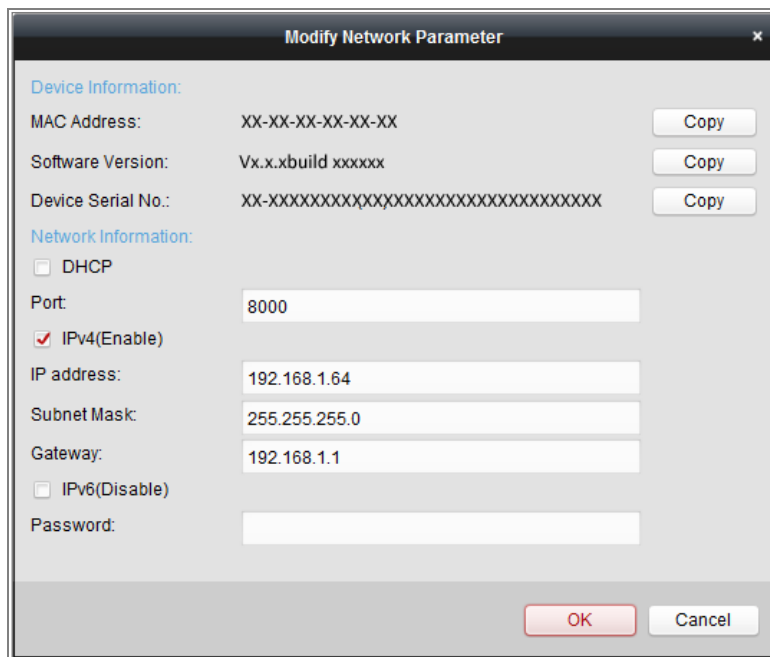 Modify Network Parameter ×
Device Information:
MAC Address: XX-XX-XX-XX-XX-XX Copy
Software Version: Vx.x.xbuild xxxxxx Copy
Device Serial No.: XX-XXXXXXXXXXXXXXXXXXXXXXXXXXXXXXXX Copy
Network Information:
DHCP
Port: 8000
IPv4(Enable)
IP address: 192.168.1.64
Subnet Mask: 255.255.255.0
Gateway: 192.168.1.1
IPv6(Disable)
Password:
OK Cancel